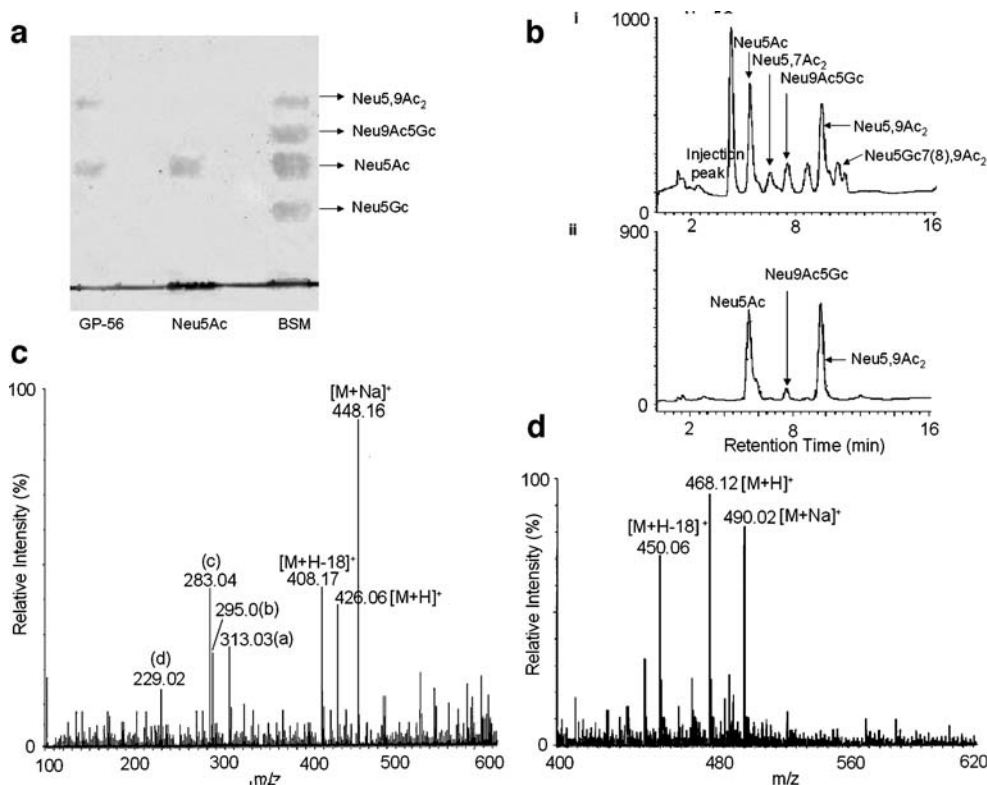 a
Neu5,9Ac₂
Neu9Ac5Gc
Neu5Ac
Neu5Gc
GP-56 Neu5Ac BSM
b
i
1000
Neu5Ac
Neu5,7Ac₂
Neu9Ac5Gc
Neu5,9Ac₂
Neu5Gc7(8),9Ac₂
Injection
peak
0
2 8 16
ii
900
Neu9Ac5Gc
Neu5Ac
Neu5,9Ac₂
0
2 8 16
Retention Time (min)
c
100
Relative Intensity (%)
0
[M+Na]⁺
448.16
[M+H-18]⁺
408.17
426.06 [M+H]⁺
(c)
283.04
295.0(b)
313.03(a)
(d)
229.02
100 200 300 400 500 600
m/z
d
100
Relative Intensity (%)
0
468.12 [M+H]⁺
490.02 [M+Na]⁺
[M+H-18]⁺
450.06
400 480 560 620
m/z